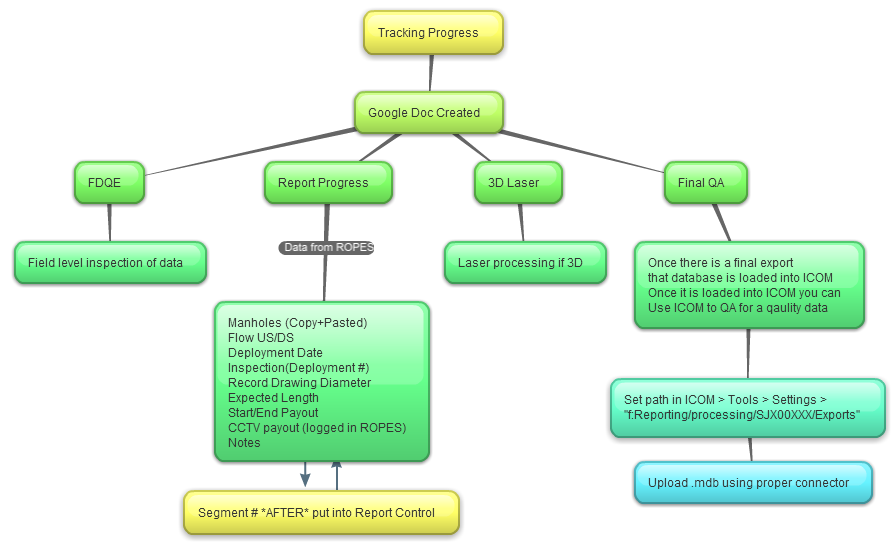 Tracking Progress
Google Doc Created
FDQE
Report Progress
3D Laser
Final QA
Data from ROPES
Field level inspection of data
Laser processing if 3D
Once there is a final export
that database is loaded into ICOM
Once it is loaded into ICOM you can
Use ICOM to QA for a qaulity data
Manholes (Copy+Pasted)
Flow US/DS
Deployment Date
Inspection(Deployment #)
Record Drawing Diameter
Expected Length
Start/End Payout
CCTV payout (logged in ROPES)
Notes
Set path in ICOM > Tools > Settings >
"f:Reporting/processing/SJX00XXX/Exports"
Upload .mdb using proper connector
Segment # *AFTER* put into Report Control